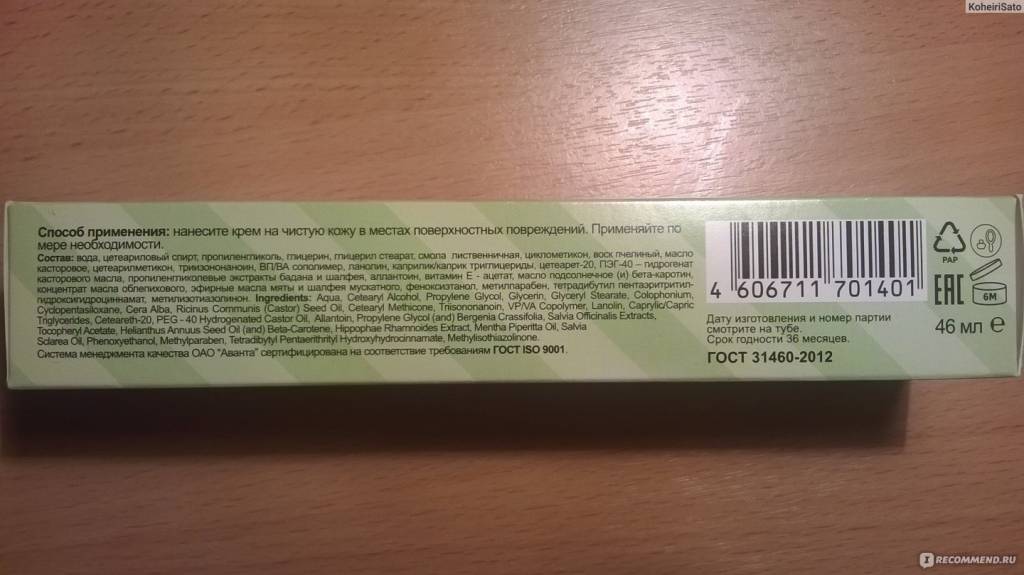 KoheiriSato
Способ применения: нанесите крем на чистую кожу в местах поверхностных повреждений. Применяйте по
мере необходимости.
Состав: вода, цетеариловый спирт, пропиленгликоль, глицерин, глицерил стеарат, смола лиственничная, циклометикон, воск пчелиный, масло
касторовое, цетеарилметикон, триизононаноин, ВП/ВА сополимер, ланолин, каприлик/каприк триглицериды, цетеарет-20, ПЭГ-40 – гидрогенат
касторового масла, пропиленгликолевые экстракты бадана и шалфея, аллантоин, витамин Е - ацетат, масло подсолнечное (и) бета-каротин,
концентрат масла облепихового, эфирные масла мяты и шалфея мускатного, феноксиэтанол, метилпарабен, тетрадибутил пентаэритритил-
гидроксигидроциннамат, метилизотиазолинон. Ingredients: Aqua, Cetearyl Alcohol, Propylene Glycol, Glycerin, Glyceryl Stearate, Colophonium,
Cyclopentasiloxane, Cera Alba, Ricinus Communis (Castor) Seed Oil, Cetearyl Methicone, Triisononanoin, VP/VA Copolymer, Lanolin, Caprylic/Capric
Triglycerides, Ceteareth-20, PEG - 40 Hydrogenated Castor Oil, Allantoin, Propylene Glycol (and) Bergenia Crassifolia, Salvia Officinalis Extracts,
Tocopheryl Acetate, Helianthus Annuus Seed Oil (and) Beta-Carotene, Hippophae Rhamnoides Extract, Mentha Piperitta Oil, Salvia
Sclarea Oil, Phenoxyethanol, Methylparaben, Tetradibutyl Pentaerithrityl Hydroxyhydrocinnamate, Methylisothiazolinone.
Система менеджмента качества ОАО "Аванта" сертифицирована на соответствие требованиям ГОСТ ISO 9001.
4 606711 701401
Дату изготовления и номер партии
смотрите на тубе.
Срок годности 36 месяцев.
ГОСТ 31460-2012
PAP
EAC
6M
46 мл e
IRECOMMEND.RU